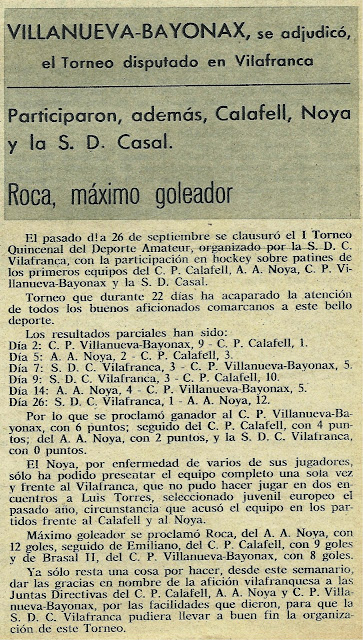 VILLANUEVA-BAYONAX, se adjudicó,
el Torneo disputado en Vilafranca
Participaron, además, Calafell, Noya
y la S. D. Casal.
Roca, máximo goleador
El pasado día 26 de septiembre se clausuró el I Torneo
Quincenal del Deporte Amateur, organizado por la S. D. C.
Vilafranca, con la participación en hockey sobre patines de
los primeros equipos del C. P. Calafell, A. A. Noya, C. P. Vi-
llanueva-Bayonax y la S. D. Casal.
Torneo que durante 22 días ha acaparado la atención
de todos los buenos aficionados comarcanos a este bello
deporte.
Los resultados parciales han sido:
Día 2: C. P. Villanueva-Bayonax, 9 - C. P. Calafell, 1.
Día 5: A. A. Noya, 2 - C. P. Calafell, 3.
Día 7: S. D. C. Vilafranca, 3 - C. P. Villanueva-Bayonax, 5.
Día 9: S. D. C. Vilafranca, 3 - C. P. Calafell, 10.
Día 14: A. A. Noya, 4 - C. P. Villanueva-Bayonax, 5.
Día 26: S. D. C. Vilafranca, 1 - A. A. Noya, 12.
Por lo que se proclamó ganador al C. P. Villanueva-Ba-
yonax, con 6 puntos; seguido del C. P. Calafell, con 4 pun-
tos; del A. A. Noya, con 2 puntos, y la S. D. C. Vilafranca,
con 0 puntos.
El Noya, por enfermedad de varios de sus jugadores,
sólo ha podido presentar el equipo completo una sola vez
y frente al Vilafranca, que no pudo hacer jugar en dos en-
cuentros a Luis Torres, seleccionado juvenil europeo el
pasado año, circunstancia que acusó el equipo en los par-
tidos frente al Calafell y al Noya.
Máximo goleador se proclamó Roca, del A. A. Noya, con
12 goles, seguido de Emiliano, del C. P. Calafell, con 9 goles
y de Brasal II, del C. P. Villanueva-Bayonax, con 8 goles.
Ya sólo resta una cosa por hacer, desde este semanario,
dar las gracias en nombre de la afición vilafranquesa a las
Juntas Directivas del C. P. Calafell, A. A. Noya y C. P. Villa-
nueva-Bayonax, por las facilidades que dieron, para que la
S. D. C. Vilafranca pudiera llevar a buen fin la organiza-
ción de este Torneo.